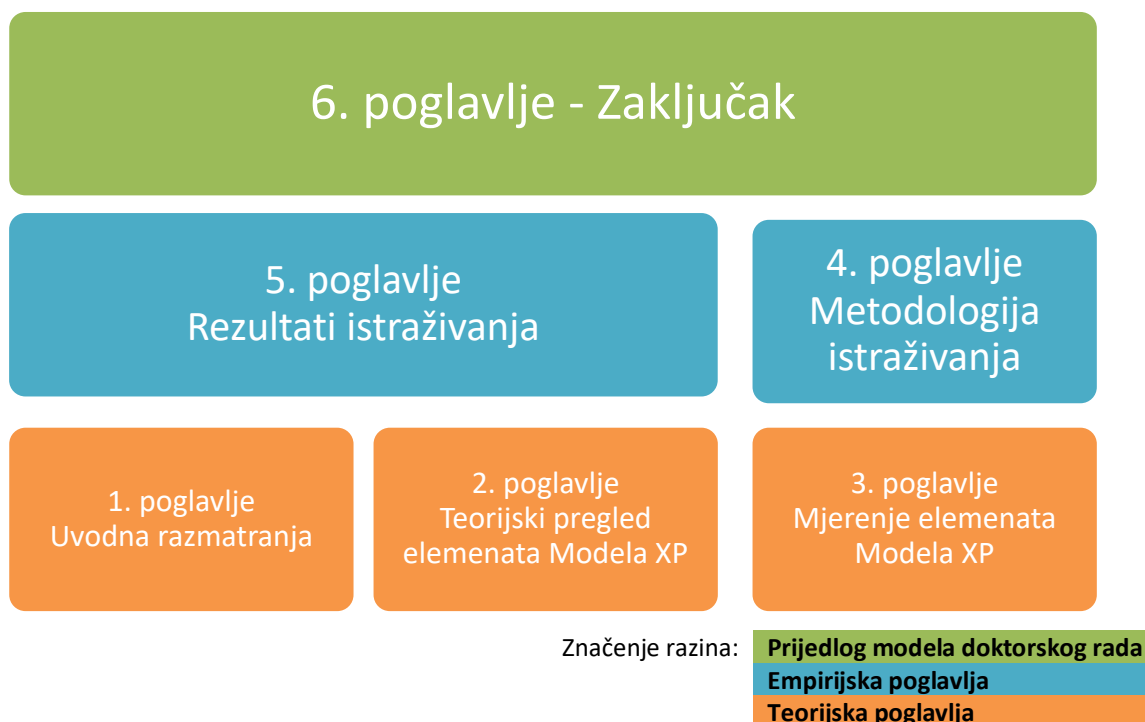 6. poglavlje - Zaključak
5. poglavlje
Rezultati istraživanja
4. poglavlje
Metodologija
istraživanja
1. poglavlje
Uvodna razmatranja
2. poglavlje
Teorijski pregled
elemenata Modela XP
3. poglavlje
Mjerenje elemenata
Modela XP
Značenje razina:
Prijedlog modela doktorskog rada
Empirijska poglavlja
Teorijska poglavlja